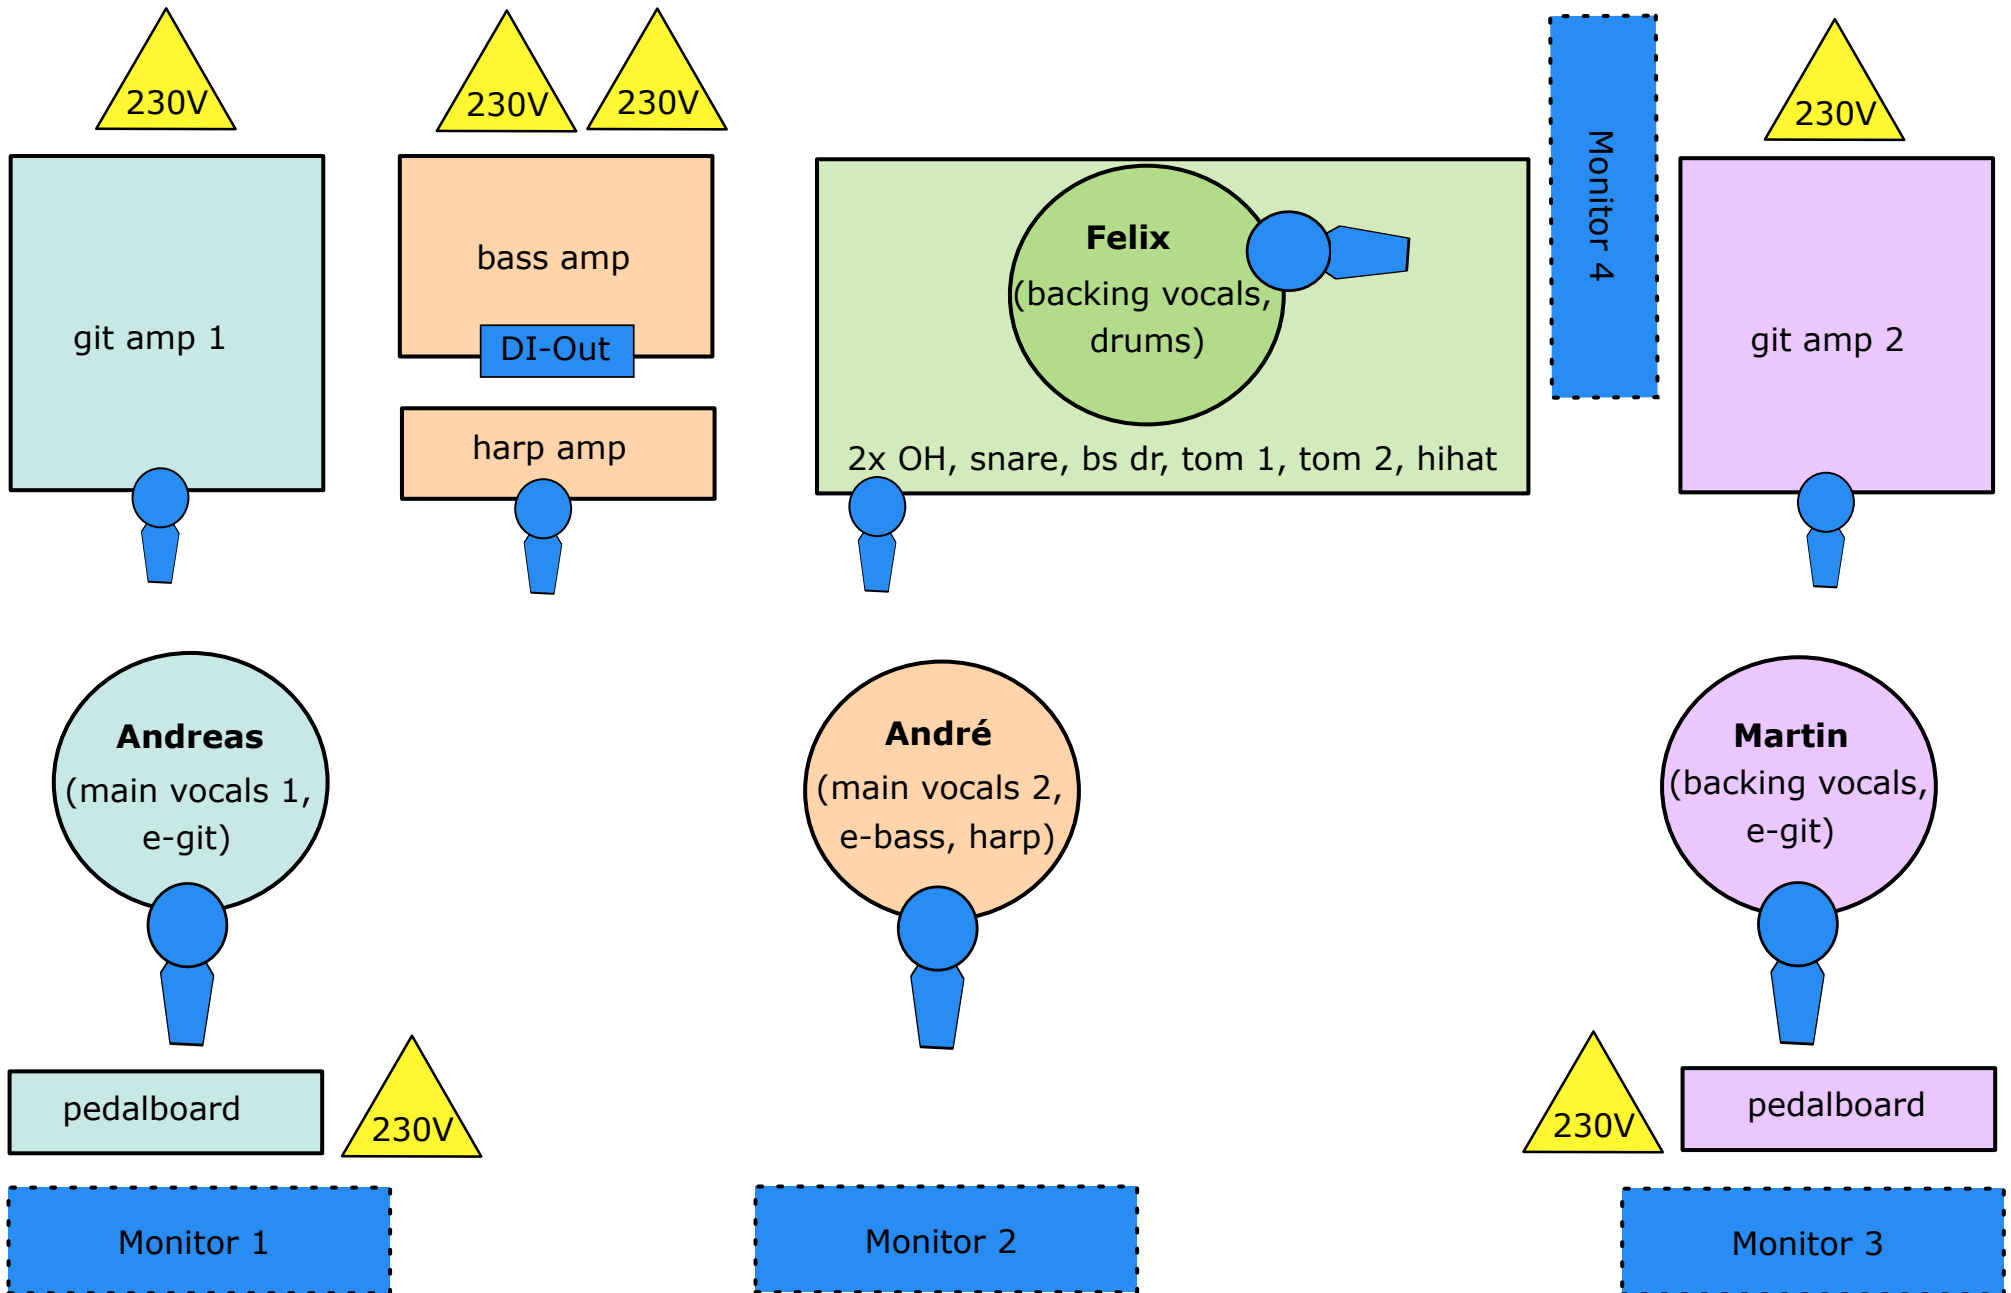 230V
230V
230V
230V
git amp 1
bass amp
DI-Out
harp amp
Felix
(backing vocals,
drums)
2x OH, snare, bs dr, tom 1, tom 2, hihat
Monitor 4
git amp 2
Andreas
(main vocals 1,
e-git)
André
(main vocals 2,
e-bass, harp)
Martin
(backing vocals,
e-git)
pedalboard
230V
230V
pedalboard
Monitor 1
Monitor 2
Monitor 3